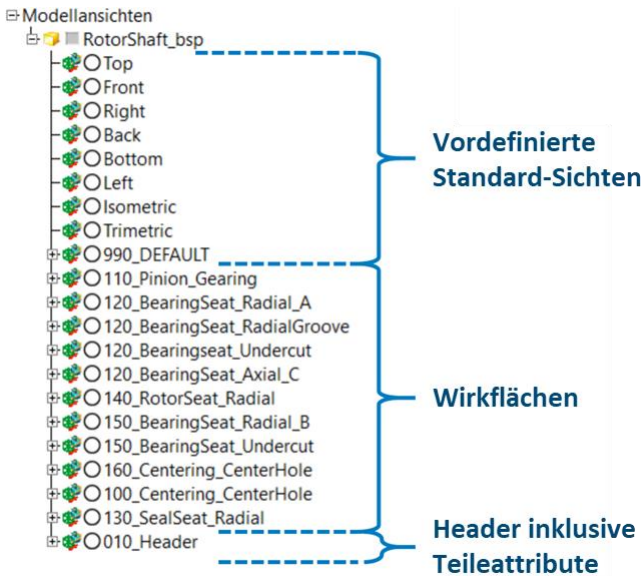 Modellansichten
RotorShaft_bsp
Top
Front
Right
Back
Bottom
Left
Isometric
Trimetric
990_DEFAULT
110_Pinion_Gearing
120_BearingSeat_Radial_A
120_BearingSeat_RadialGroove
120_Bearingseat_Undercut
120_BearingSeat_Axial_C
140_RotorSeat_Radial
150_BearingSeat_Radial_B
150_BearingSeat_Undercut
160_Centering_CenterHole
100_Centering_CenterHole
130_SealSeat_Radial
010_Header
Vordefinierte
Standard-Sichten
Wirkflächen
Header inklusive
Teileattribute